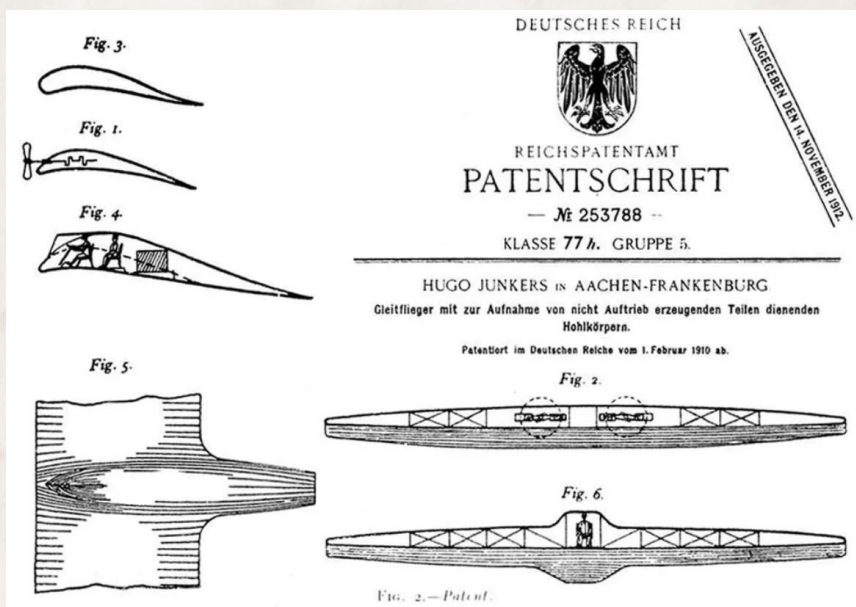 Fig. 3.
Fig. 1.
Fig. 4.
Fig. 5.
DEUTSCHES REICH
AUSGEGEBEN DEN 14. NOVEMBER 1912.
REICHSPATENTAMT
PATENTSCHRIFT
— № 253788 —
KLASSE 77h. GRUPPE 5.
HUGO JUNKERS IN AACHEN-FRANKENBURG
Gleitflieger mit zur Aufnahme von nicht Auftrieb erzeugenden Teilen dienenden
Hohlkörpern.
Patentiert im Deutschen Reiche vom 1. Februar 1910 ab.
Fig. 2.
Fig. 6.
FIG. 2.—Patent.